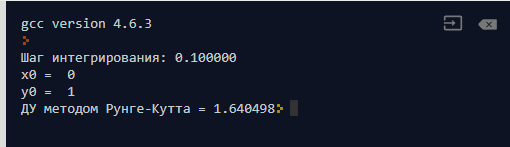 gcc version 4.6.3
Шаг интегрирования: 0.100000
x0 =  0
y0 =  1
ДУ методом Рунге-Кутта = 1.640498